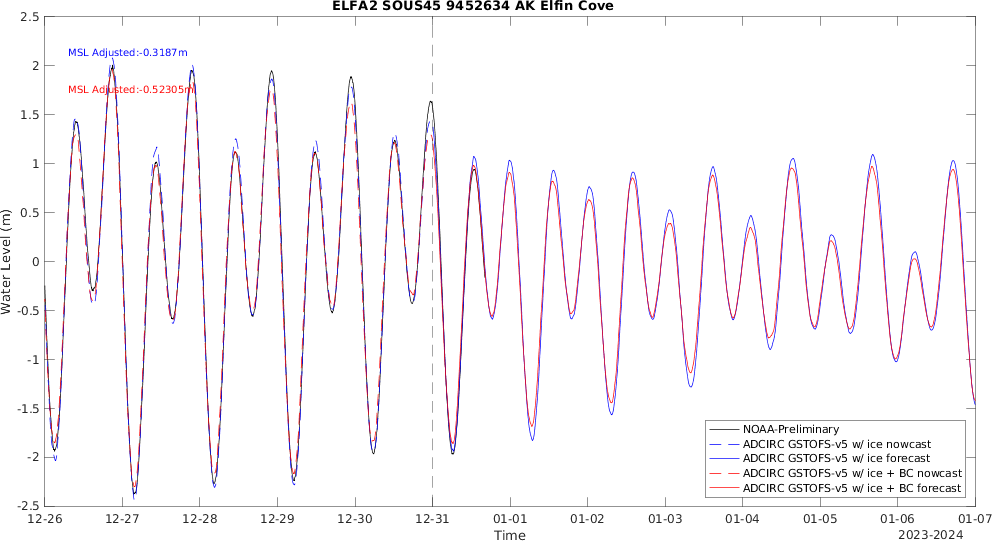 ELFA2 SOUS45 9452634 AK Elfin Cove
MSL Adjusted:-0.3187m
MSL Adjusted:-0.52305m
Water Level (m)
2.5
2
1.5
1
0.5
0
-0.5
-1
-1.5
-2
-2.5
NOAA-Preliminary
ADCIRC GSTOFS-v5 w/ ice nowcast
ADCIRC GSTOFS-v5 w/ ice forecast
ADCIRC GSTOFS-v5 w/ ice + BC nowcast
ADCIRC GSTOFS-v5 w/ ice + BC forecast
12-26 12-27 12-28 12-29 12-30 12-31 01-01 01-02 01-03 01-04 01-05 01-06 01-07
Time
2023-2024